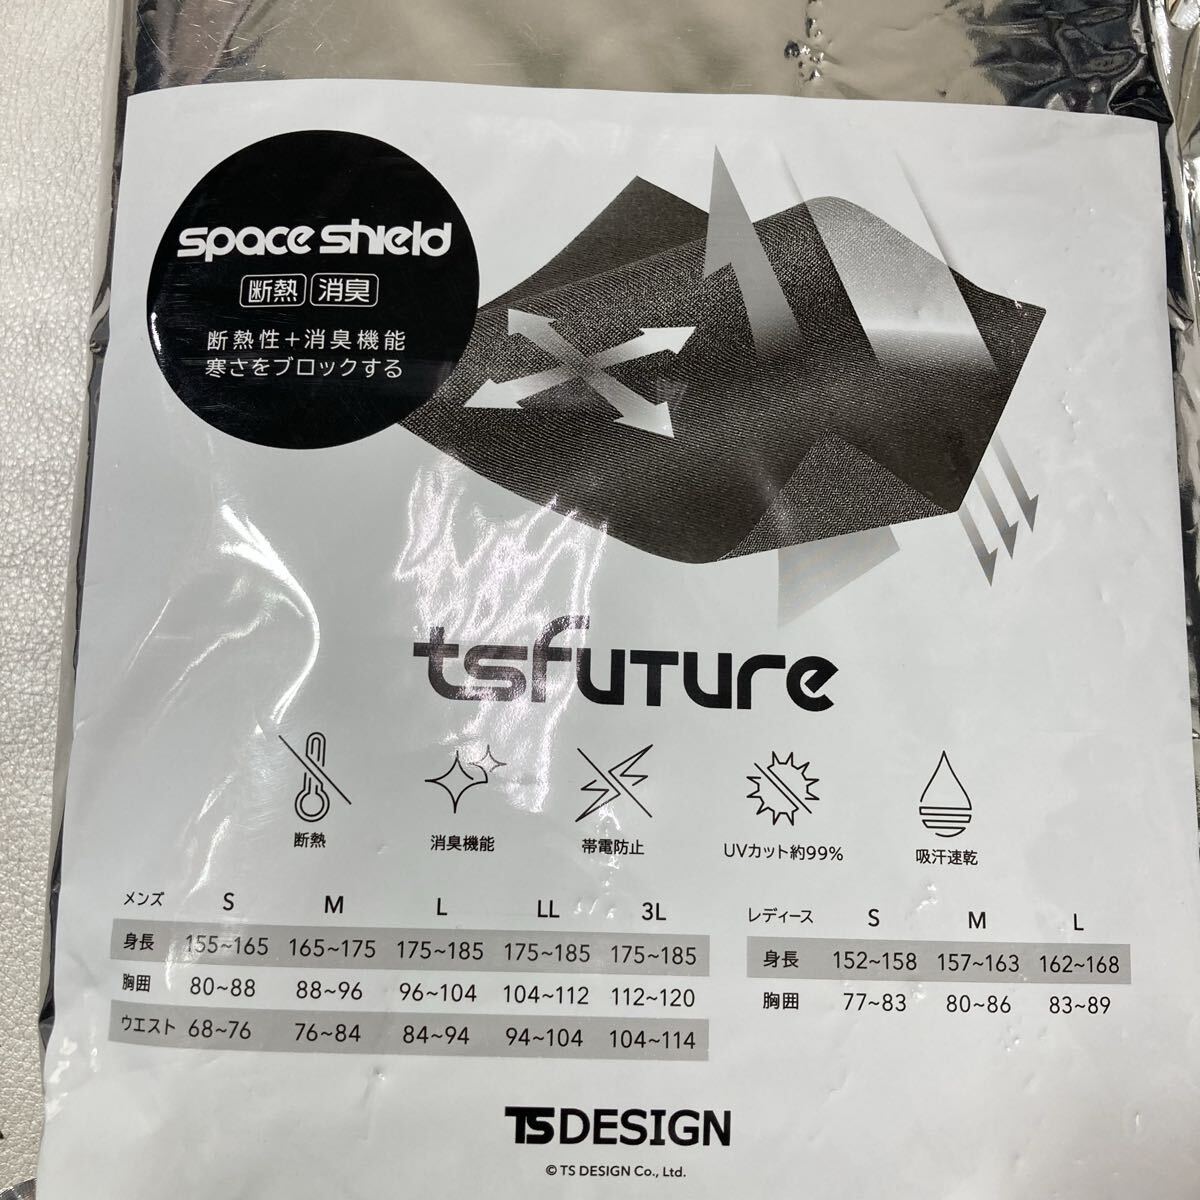 space shield
断熱 消臭
断熱性+消臭機能
寒さをブロックする
tsfuture
断熱 消臭機能 帯電防止 UVカット約99% 吸汗速乾
メンズ S M L LL 3L
身長 155~165 165~175 175~185 175~185 175~185
胸囲 80~88 88~96 96~104 104~112 112~120
ウエスト 68~76 76~84 84~94 94~104 104~114
レディース S M L
身長 152~158 157~163 162~168
胸囲 77~83 80~86 83~89
TSDESIGN
© TS DESIGN Co., Ltd.